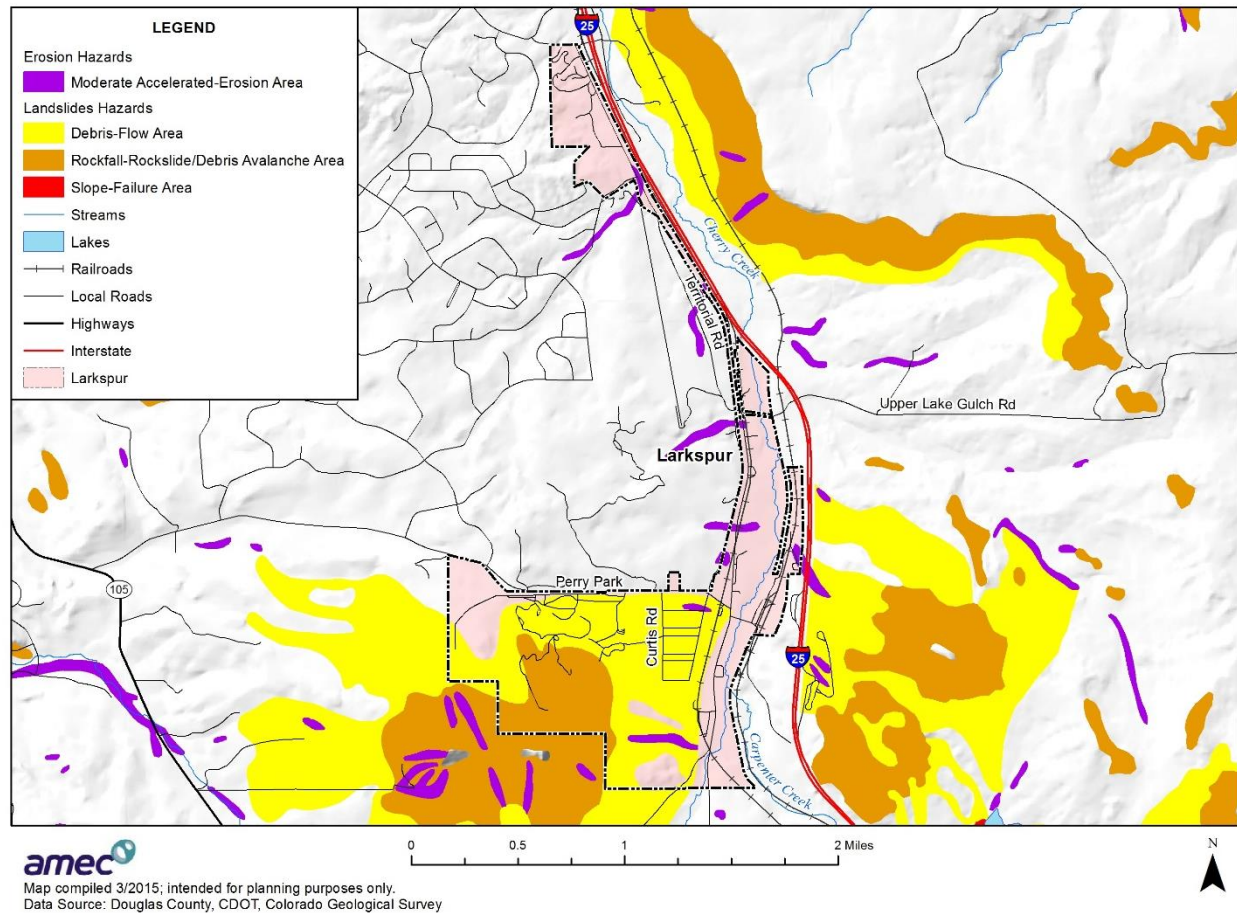 LEGEND
Erosion Hazards
Moderate Accelerated-Erosion Area
Landslides Hazards
Debris-Flow Area
Rockfall-Rockslide/Debris Avalanche Area
Slope-Failure Area
Streams
Lakes
Railroads
Local Roads
Highways
Interstate
Larkspur
25
Cherry Creek
Territorial Rd
Upper Lake Gulch Rd
Larkspur
Perry Park
105
Curtis Rd
25
Carpenter Creek
amec
0 0.5 1 2 Miles
N
Map compiled 3/2015; intended for planning purposes only.
Data Source: Douglas County, CDOT, Colorado Geological Survey